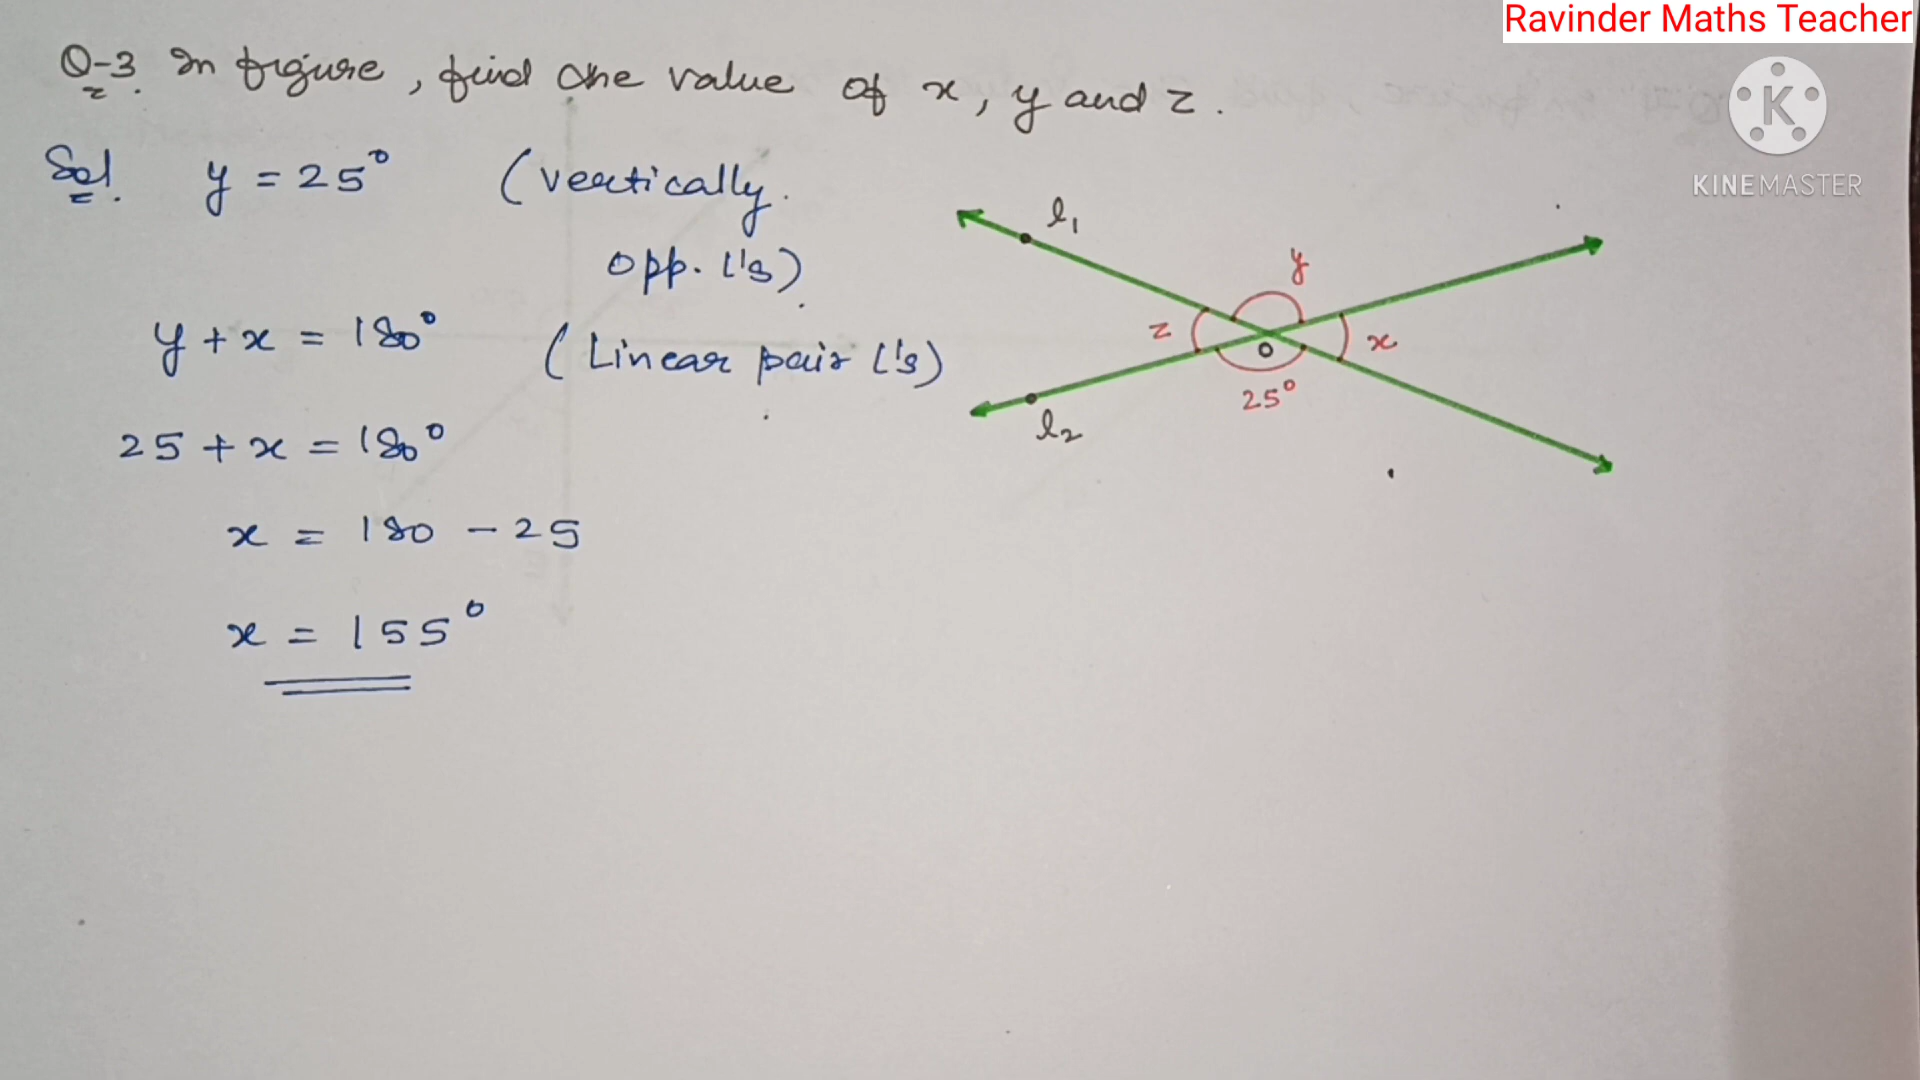 Ravinder Maths Teacher
Q-3. In figure, find the value of x, y and z.
KINEMASTER
Sol. y = 25° (vertically
opp. L's)
y + x = 180° (Linear pair L's)
25 + x = 180°
x = 180 - 25
x = 155°
l₁
y
z
x
O
25°
l₂